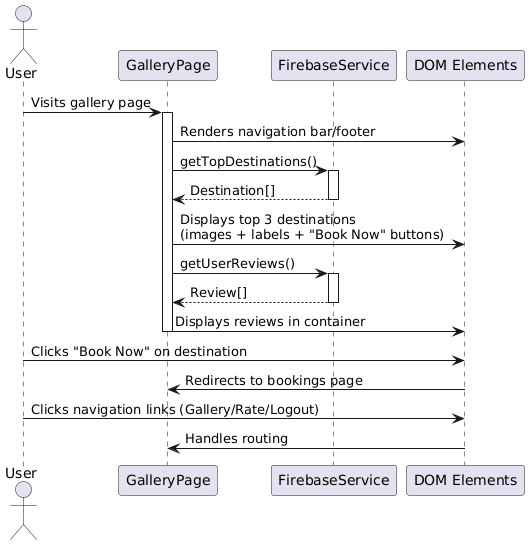 User
GalleryPage
FirebaseService
DOM Elements
Visits gallery page
Renders navigation bar/footer
getTopDestinations()
Destination[]
Displays top 3 destinations
(images + labels + "Book Now" buttons)
getUserReviews()
Review[]
Displays reviews in container
Clicks "Book Now" on destination
Redirects to bookings page
Clicks navigation links (Gallery/Rate/Logout)
Handles routing
User
GalleryPage
FirebaseService
DOM Elements